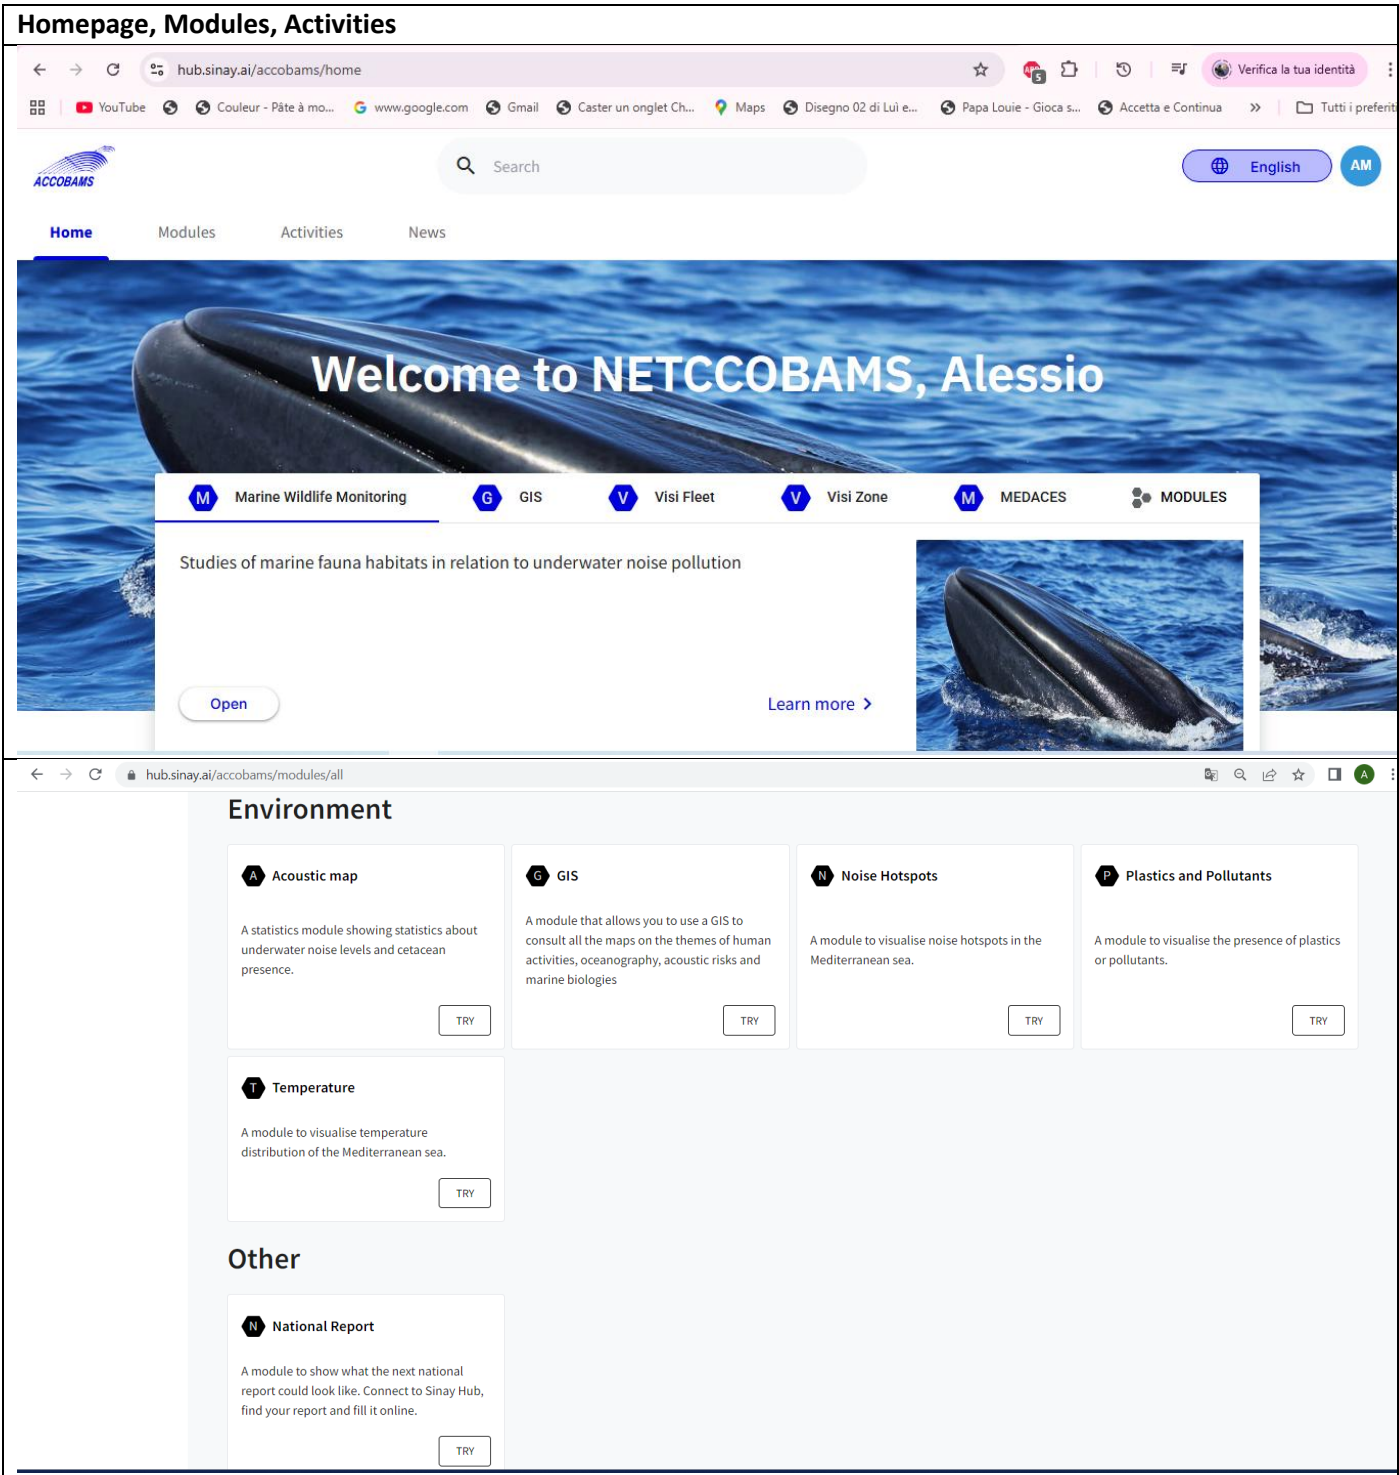 Homepage, Modules, Activities
hub.sinay.ai/accobams/home
5
Verifica la tua identità
YouTube
Couleur - Pâte à mo...
www.google.com
Gmail
Caster un onglet Ch...
Maps
Disegno 02 di Luì e...
Papa Louie - Gioca s...
Accetta e Continua
»
Tutti i preferiti
ACCOBAMS
Search
English
AM
Home
Modules
Activities
News
Welcome to NETCCOBAMS, Alessio
M Marine Wildlife Monitoring
G GIS
V Visi Fleet
V Visi Zone
M MEDACES
MODULES
Studies of marine fauna habitats in relation to underwater noise pollution
Open
Learn more >
hub.sinay.ai/accobams/modules/all
A
Environment
A Acoustic map
A statistics module showing statistics about
underwater noise levels and cetacean
presence.
TRY
G GIS
A module that allows you to use a GIS to
consult all the maps on the themes of human
activities, oceanography, acoustic risks and
marine biologies
TRY
N Noise Hotspots
A module to visualise noise hotspots in the
Mediterranean sea.
TRY
P Plastics and Pollutants
A module to visualise the presence of plastics
or pollutants.
TRY
T Temperature
A module to visualise temperature
distribution of the Mediterranean sea.
TRY
Other
N National Report
A module to show what the next national
report could look like. Connect to Sinay Hub,
find your report and fill it online.
TRY